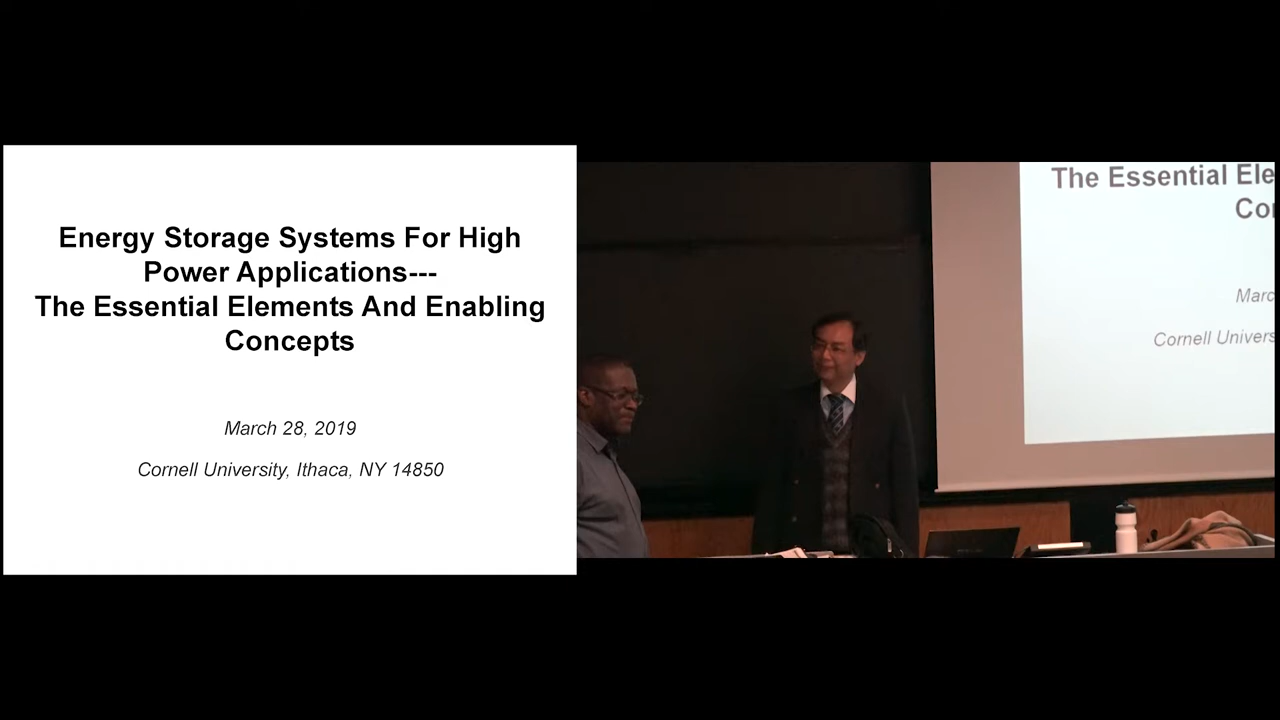 Energy Storage Systems For High
Power Applications---
The Essential Elements And Enabling
Concepts
March 28, 2019
Cornell University, Ithaca, NY 14850
The Essential Ele
Con
Marc
Cornell Univers